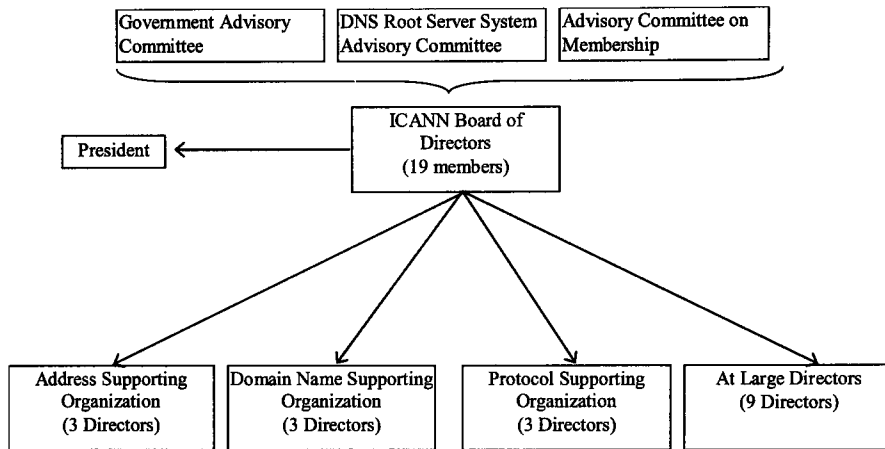 Government Advisory
Committee
DNS Root Server System
Advisory Committee
Advisory Committee on
Membership
ICANN Board of
Directors
(19 members)
President
Address Supporting
Organization
(3 Directors)
Domain Name Supporting
Organization
(3 Directors)
Protocol Supporting
Organization
(3 Directors)
At Large Directors
(9 Directors)